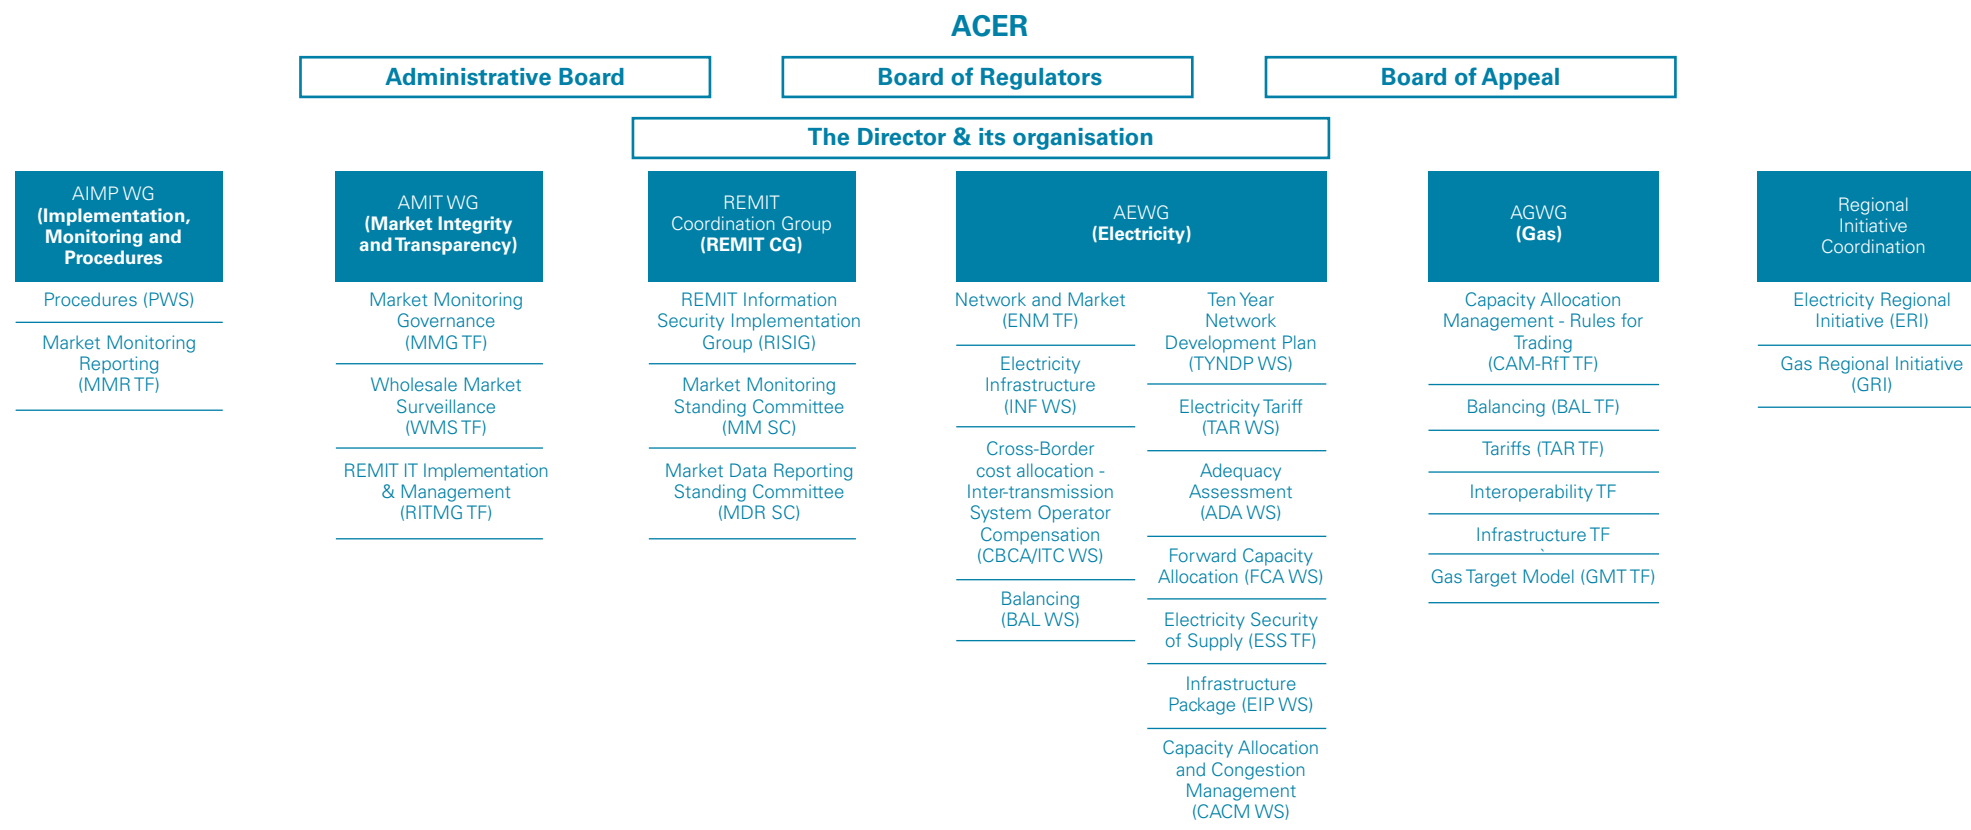 ACER
Administrative Board
Board of Regulators
Board of Appeal
The Director & its organisation
AIMP WG
(Implementation,
Monitoring and
Procedures
Procedures (PWS)
Market Monitoring
Reporting
(MMR TF)
AMIT WG
(Market Integrity
and Transparency)
Market Monitoring
Governance
(MMG TF)
Wholesale Market
Surveillance
(WMS TF)
REMIT IT Implementation
& Management
(RITMG TF)
REMIT
Coordination Group
(REMIT CG)
REMIT Information
Security Implementation
Group (RISIG)
Market Monitoring
Standing Committee
(MM SC)
Market Data Reporting
Standing Committee
(MDR SC)
AEWG
(Electricity)
Network and Market
(ENM TF)
Electricity
Infrastructure
(INF WS)
Cross-Border
cost allocation -
Inter-transmission
System Operator
Compensation
(CBCA/ITC WS)
Balancing
(BAL WS)
Ten Year
Network
Development Plan
(TYNDP WS)
Electricity Tariff
(TAR WS)
Adequacy
Assessment
(ADA WS)
Forward Capacity
Allocation (FCA WS)
Electricity Security
of Supply (ESS TF)
Infrastructure
Package (EIP WS)
Capacity Allocation
and Congestion
Management
(CACM WS)
AGWG
(Gas)
Capacity Allocation
Management - Rules for
Trading
(CAM-RfT TF)
Balancing (BAL TF)
Tariffs (TAR TF)
Interoperability TF
Infrastructure TF
Gas Target Model (GMT TF)
Regional
Initiative
Coordination
Electricity Regional
Initiative (ERI)
Gas Regional Initiative
(GRI)